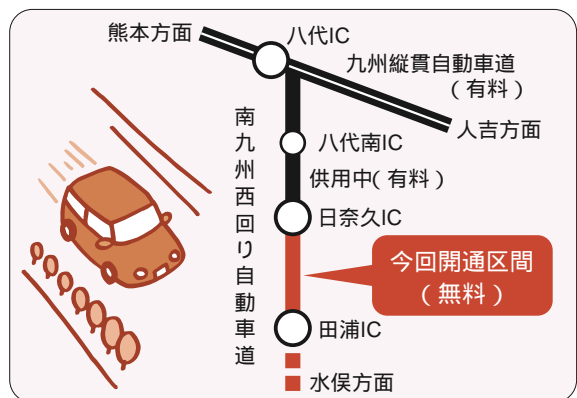 熊本方面
八代IC
九州縦貫自動車道
(有料)
人吉方面
南九州西回り自動車道
八代南IC
供用中(有料)
日奈久IC
今回開通区間
(無料)
田浦IC
水俣方面